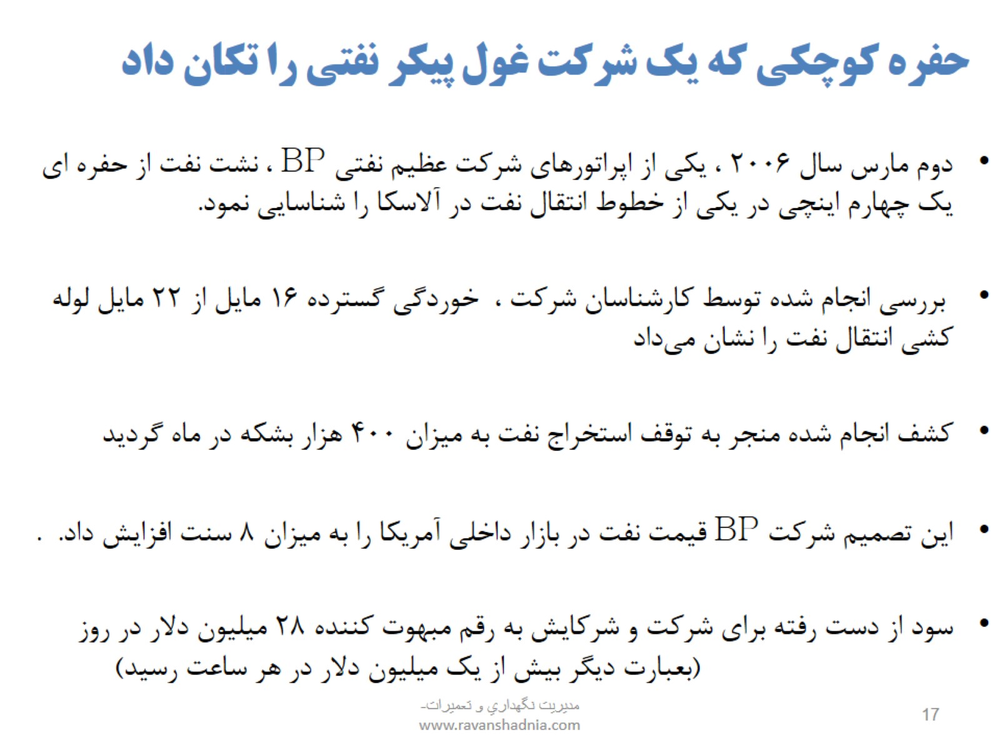 حفره کوچکی که یک شرکت غول پیکر نفتی را تکان داد
• دوم مارس سال ۲۰۰۶ ، یکی از اپراتورهای شرکت عظیم نفتی BP ، نشت نفت از حفره ای
یک چهارم اینچی در یکی از خطوط انتقال نفت در آلاسکا را شناسایی نمود.
• بررسی انجام شده توسط کارشناسان شرکت ، خوردگی گسترده ۱۶ مایل از ۲۲ مایل لوله
کشی انتقال نفت را نشان می‌داد
• کشف انجام شده منجر به توقف استخراج نفت به میزان ۴۰۰ هزار بشکه در ماه گردید
• این تصمیم شرکت BP قیمت نفت در بازار داخلی آمریکا را به میزان ۸ سنت افزایش داد. .
• سود از دست رفته برای شرکت و شرکایش به رقم مبهوت کننده ۲۸ میلیون دلار در روز
(بعبارت دیگر بیش از یک میلیون دلار در هر ساعت رسید)
مديريت نگهداري و تعميرات-
www.ravanshadnia.com
17